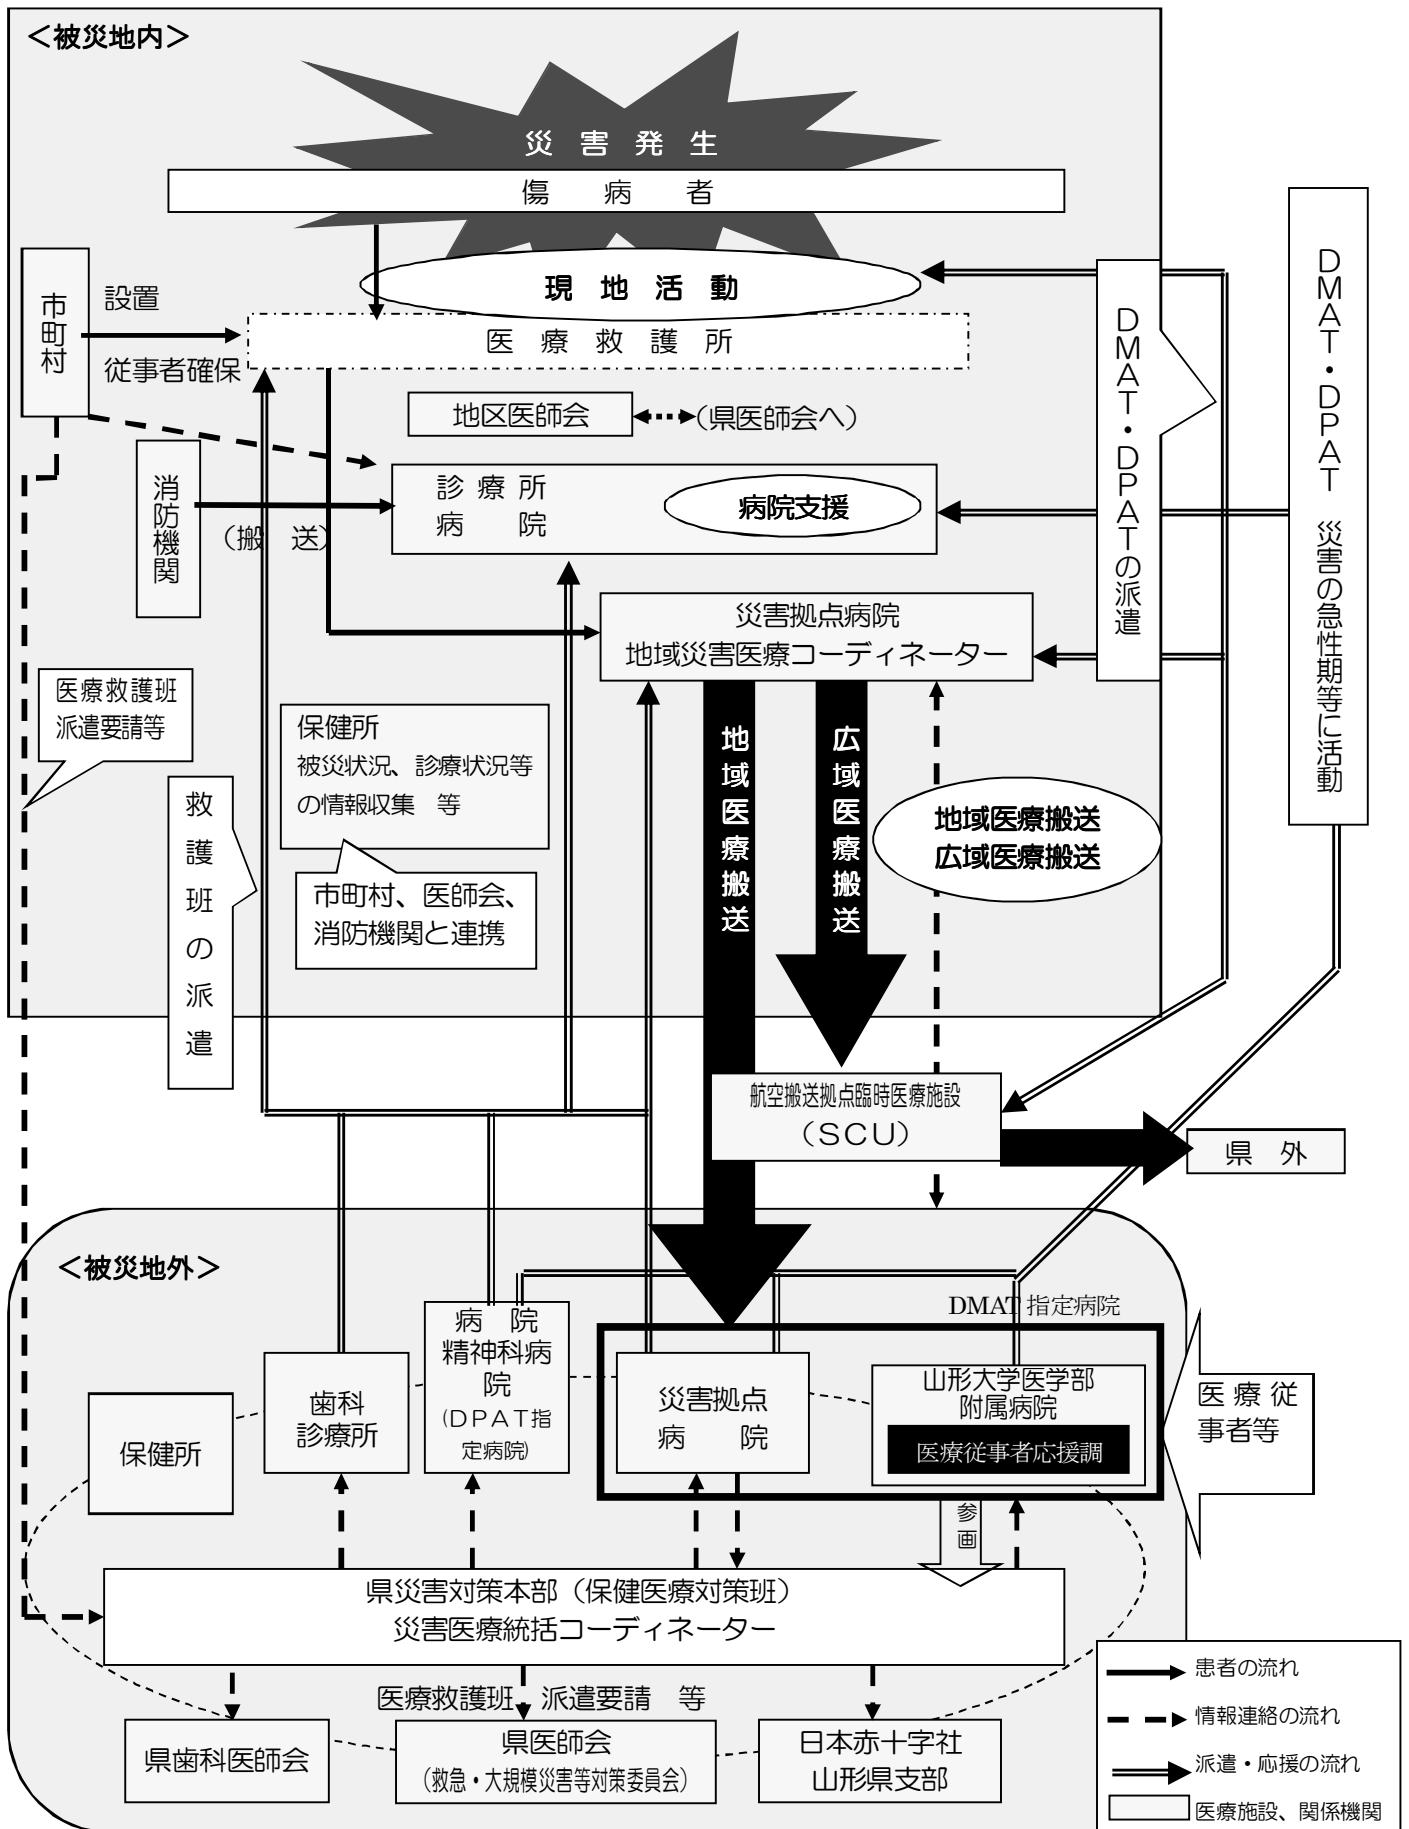 ＜被災地内＞
災害発生
傷病者
現地活動
市町村
設置
従事者確保
医療救護所
地区医師会
（県医師会へ）
消防機関
（搬　送）
診療所
病　　院
病院支援
DMAT・DPATの派遣
DMAT・DPAT　災害の急性期等に活動
災害拠点病院
地域災害医療コーディネーター
医療救護班
派遣要請等
保健所
被災状況、診療状況等
の情報収集　等
市町村、医師会、
消防機関と連携
救護班の派遣
地域医療搬送
広域医療搬送
地域医療搬送
広域医療搬送
航空搬送拠点臨時医療施設
（SCU）
県　外
＜被災地外＞
DMAT 指定病院
病　院
精神科病
院
(DPAT指
定病院)
歯科
診療所
保健所
災害拠点
病　　院
山形大学医学部
附属病院
医療従事者応援調
医療従
事者等
参画
県災害対策本部（保健医療対策班）
災害医療統括コーディネーター
医療救護班　派遣要請　等
県歯科医師会
県医師会
（救急・大規模災害等対策委員会）
日本赤十字社
山形県支部
患者の流れ
情報連絡の流れ
派遣・応援の流れ
医療施設、関係機関